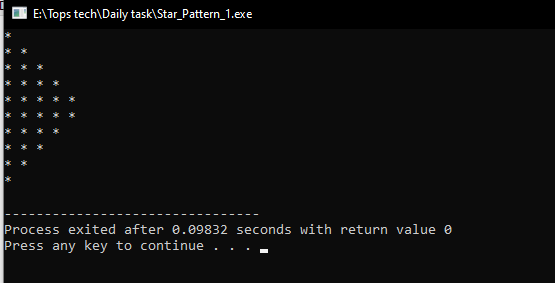 E:\Tops tech\Daily task\Star_Pattern_1.exe
*
* *
* * *
* * * *
* * * * *
* * * * *
* * * *
* * *
* *
*
--------------------------------
Process exited after 0.09832 seconds with return value 0
Press any key to continue . . .